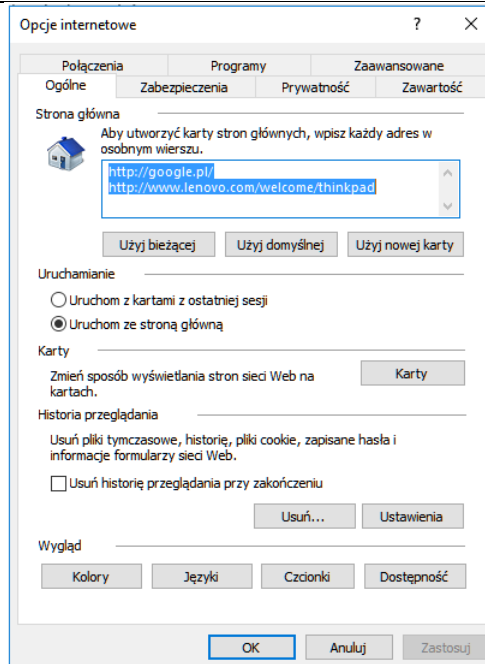 Opcje internetowe
Połączenia Programy Zaawansowane
Ogólne Zabezpieczenia Prywatność Zawartość
Strona główna
Aby utworzyć karty stron głównych, wpisz każdy adres w
osobnym wierszu.
http://google.pl/
http://www.lenovo.com/welcome/thinkpad
Użyj bieżącej Użyj domyślnej Użyj nowej karty
Uruchamianie
Uruchom z kartami z ostatniej sesji
Uruchom ze stroną główną
Karty
Zmień sposób wyświetlania stron sieci Web na
kartach.
Karty
Historia przeglądania
Usuń pliki tymczasowe, historię, pliki cookie, zapisane hasła i
informacje formularzy sieci Web.
Usuń historię przeglądania przy zakończeniu
Usuń... Ustawienia
Wygląd
Kolory Języki Czcionki Dostępność
OK Anuluj Zastosuj